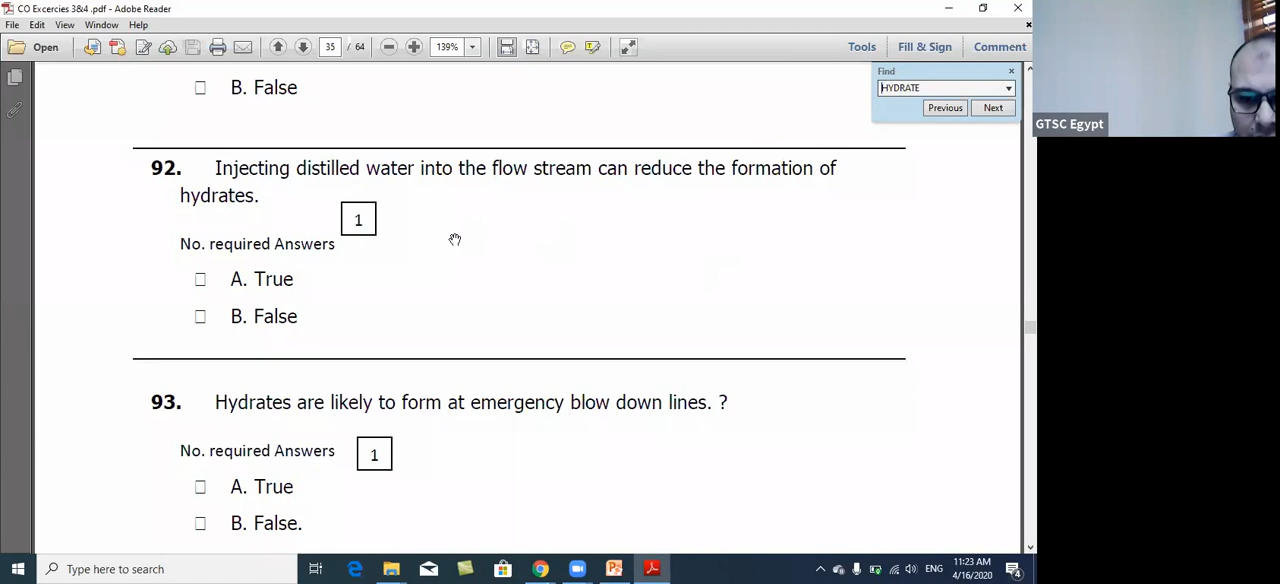 CO Excercies 3&4 .pdf - Adobe Reader
File Edit View Window Help
Open 35 / 64 139% Tools Fill & Sign Comment
Find
HYDRATE
Previous Next
GTSC Egypt
B. False
92. Injecting distilled water into the flow stream can reduce the formation of
hydrates.
1
No. required Answers
A. True
B. False
93. Hydrates are likely to form at emergency blow down lines. ?
No. required Answers 1
A. True
B. False.
Type here to search
ENG
11:23 AM
4/16/2020
4